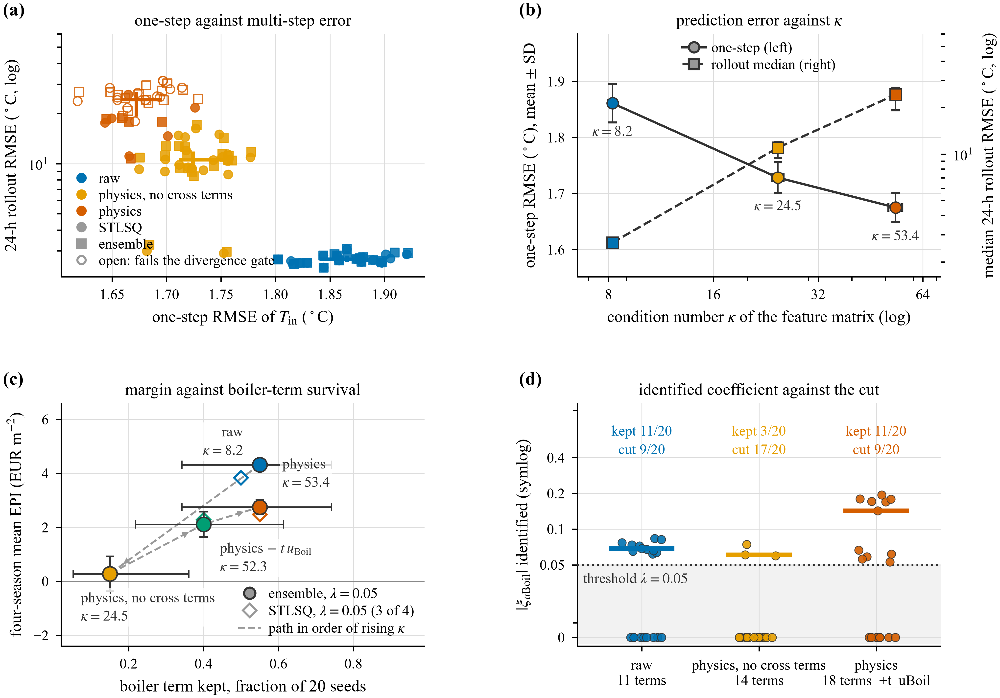 (a)
one-step against multi-step error
24-h rollout RMSE (°C, log)
10¹
raw
physics, no cross terms
physics
STLSQ
ensemble
open: fails the divergence gate
1.65 1.70 1.75 1.80 1.85 1.90
one-step RMSE of T_in (°C)
(b)
prediction error against κ
one-step RMSE (°C), mean ± SD
median 24-h rollout RMSE (°C, log)
one-step (left)
rollout median (right)
1.9
1.8
1.7
1.6
10¹
κ = 8.2
κ = 24.5
κ = 53.4
8 16 32 64
condition number κ of the feature matrix (log)
(c)
margin against boiler-term survival
four-season mean EPI (EUR m⁻²)
6
4
2
0
−2
raw
κ = 8.2
physics
κ = 53.4
physics − t u_Boil
κ = 52.3
physics, no cross terms
κ = 24.5
ensemble, λ = 0.05
STLSQ, λ = 0.05 (3 of 4)
path in order of rising κ
0.2 0.4 0.6 0.8
boiler term kept, fraction of 20 seeds
(d)
identified coefficient against the cut
|ξ_uBoil| identified (symlog)
kept 11/20
cut 9/20
kept 3/20
cut 17/20
kept 11/20
cut 9/20
0.4
0.2
0.1
0.05
0
threshold λ = 0.05
raw
11 terms
physics, no cross terms
14 terms
physics
18 terms +t_uBoil